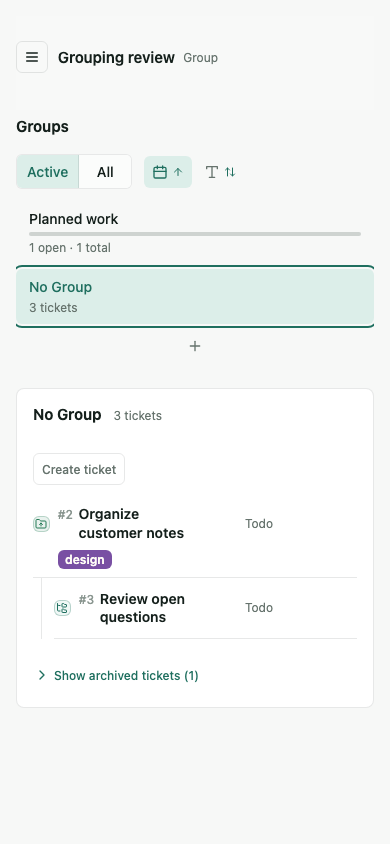 Grouping review Group
Groups
Active All
Planned work
1 open · 1 total
No Group
3 tickets
No Group 3 tickets
Create ticket
#2 Organize customer notes Todo
design
#3 Review open questions Todo
Show archived tickets (1)